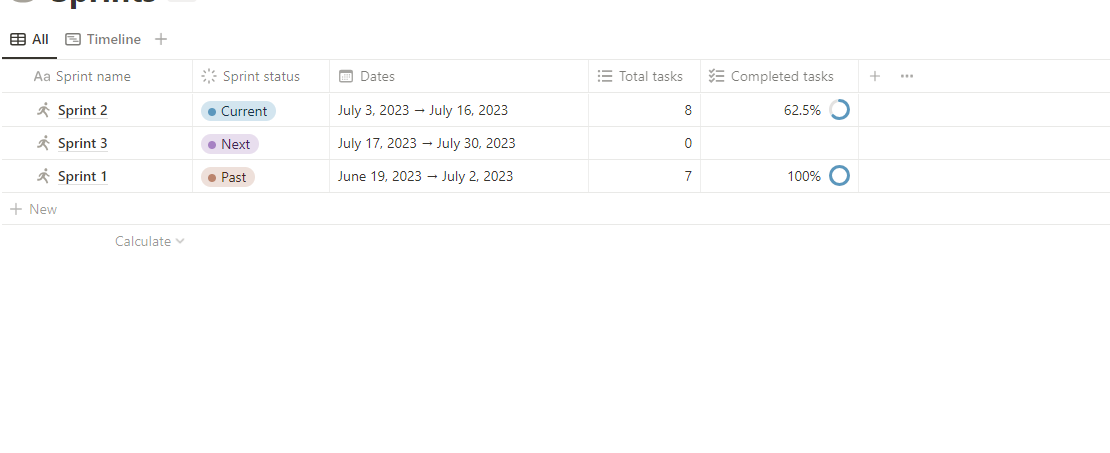 Sprints
All Timeline
Aa Sprint name Sprint status Dates Total tasks Completed tasks
Sprint 2 Current July 3, 2023 → July 16, 2023 8 62.5%
Sprint 3 Next July 17, 2023 → July 30, 2023 0
Sprint 1 Past June 19, 2023 → July 2, 2023 7 100%
New
Calculate